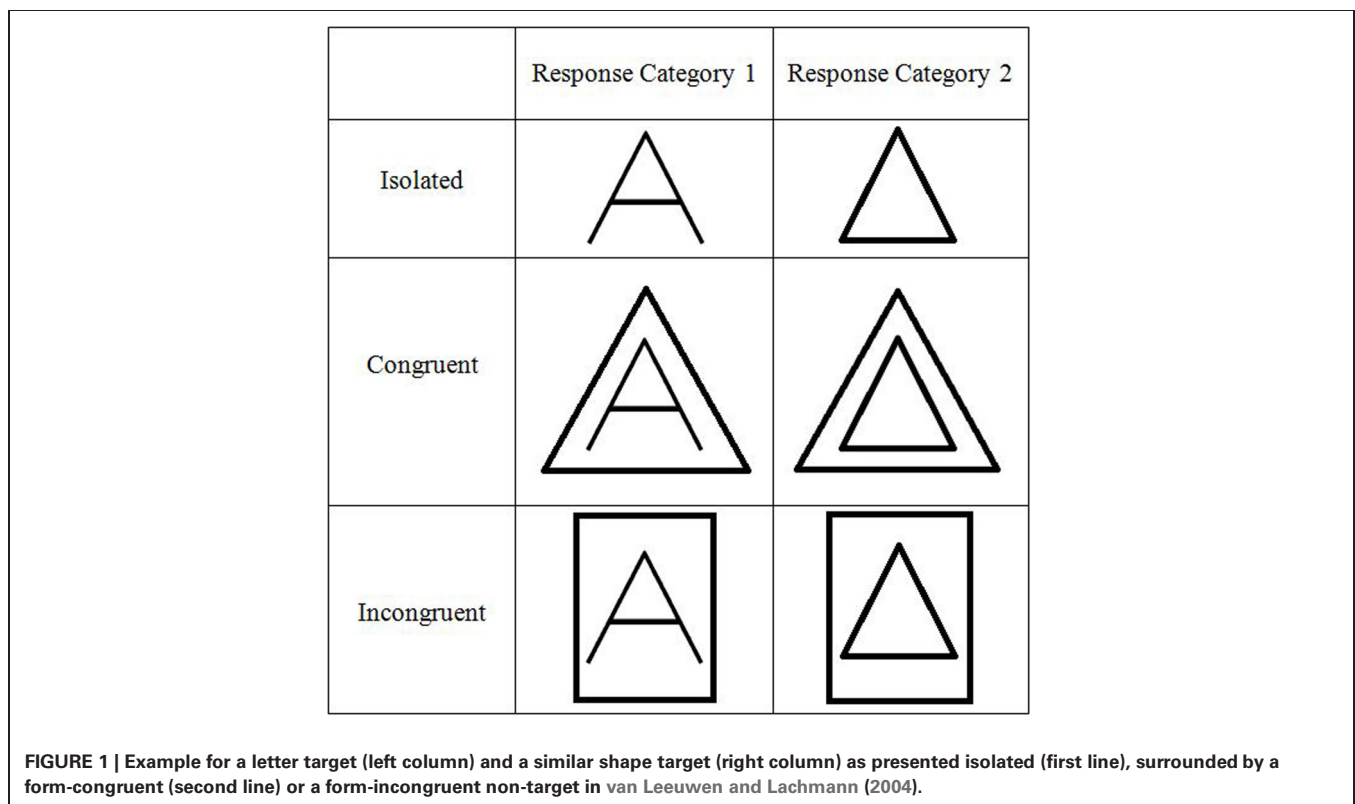 Response Category 1 Response Category 2
Isolated A
Congruent A
Incongruent A
FIGURE 1 | Example for a letter target (left column) and a similar shape target (right column) as presented isolated (first line), surrounded by a
form-congruent (second line) or a form-incongruent non-target in van Leeuwen and Lachmann (2004).